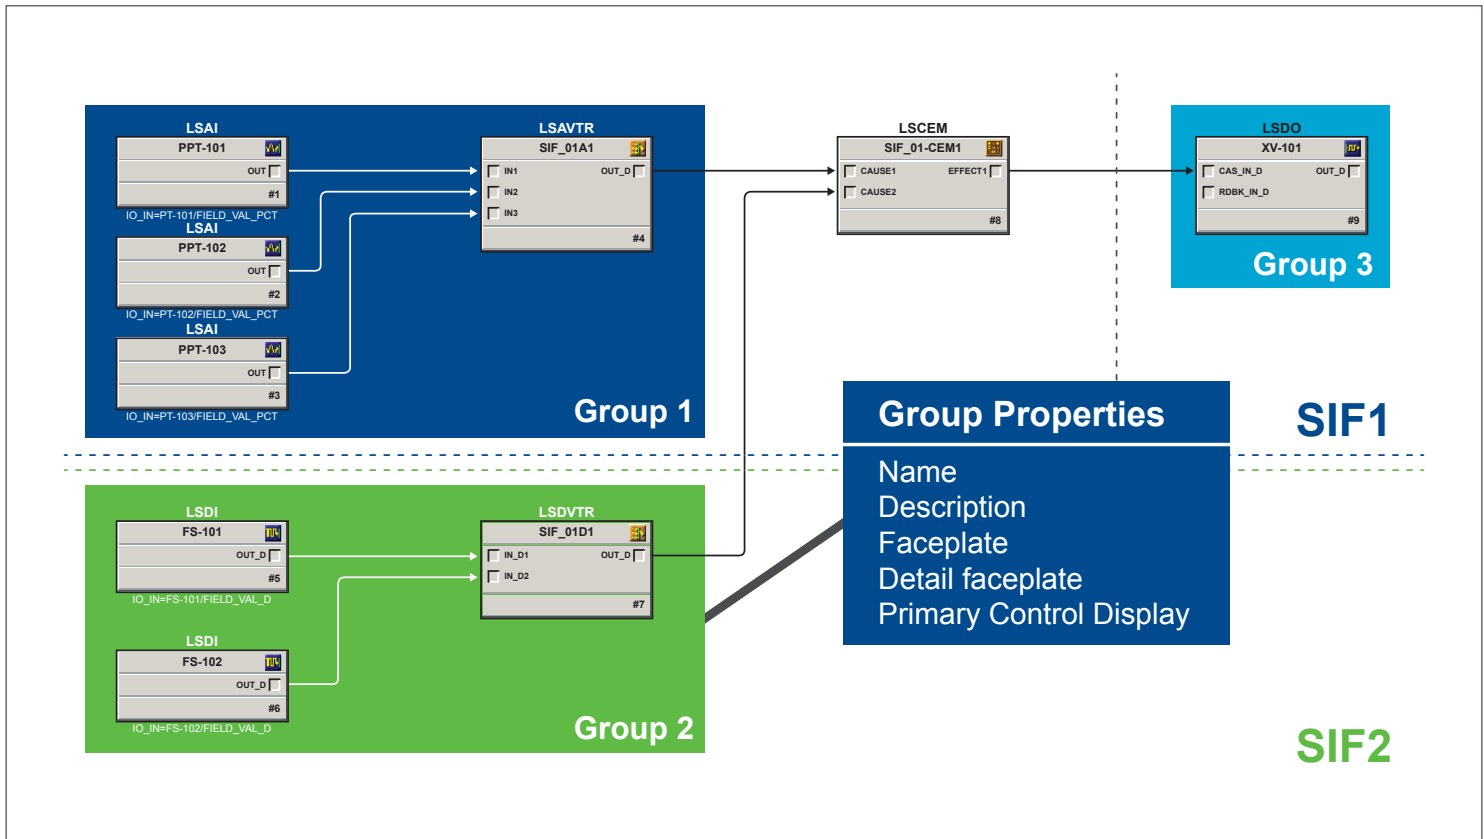 LSAI
PPT-101
OUT
#1
IO_IN=PT-101/FIELD_VAL_PCT
LSAI
PPT-102
OUT
#2
IO_IN=PT-102/FIELD_VAL_PCT
LSAI
PPT-103
OUT
#3
IO_IN=PT-103/FIELD_VAL_PCT
LSAVTR
SIF_01A1
IN1 OUT_D
IN2
IN3
#4
Group 1
LSCEM
SIF_01-CEM1
CAUSE1 EFFECT1
CAUSE2
#8
LSDO
XV-101
CAS_IN_D OUT_D
RDBK_IN_D
#9
Group 3
SIF1
LSDI
FS-101
OUT_D
#5
IO_IN=FS-101/FIELD_VAL_D
LSDI
FS-102
OUT_D
#6
IO_IN=FS-102/FIELD_VAL_D
LSDVTR
SIF_01D1
IN_D1 OUT_D
IN_D2
#7
Group 2
Group Properties
Name
Description
Faceplate
Detail faceplate
Primary Control Display
SIF2